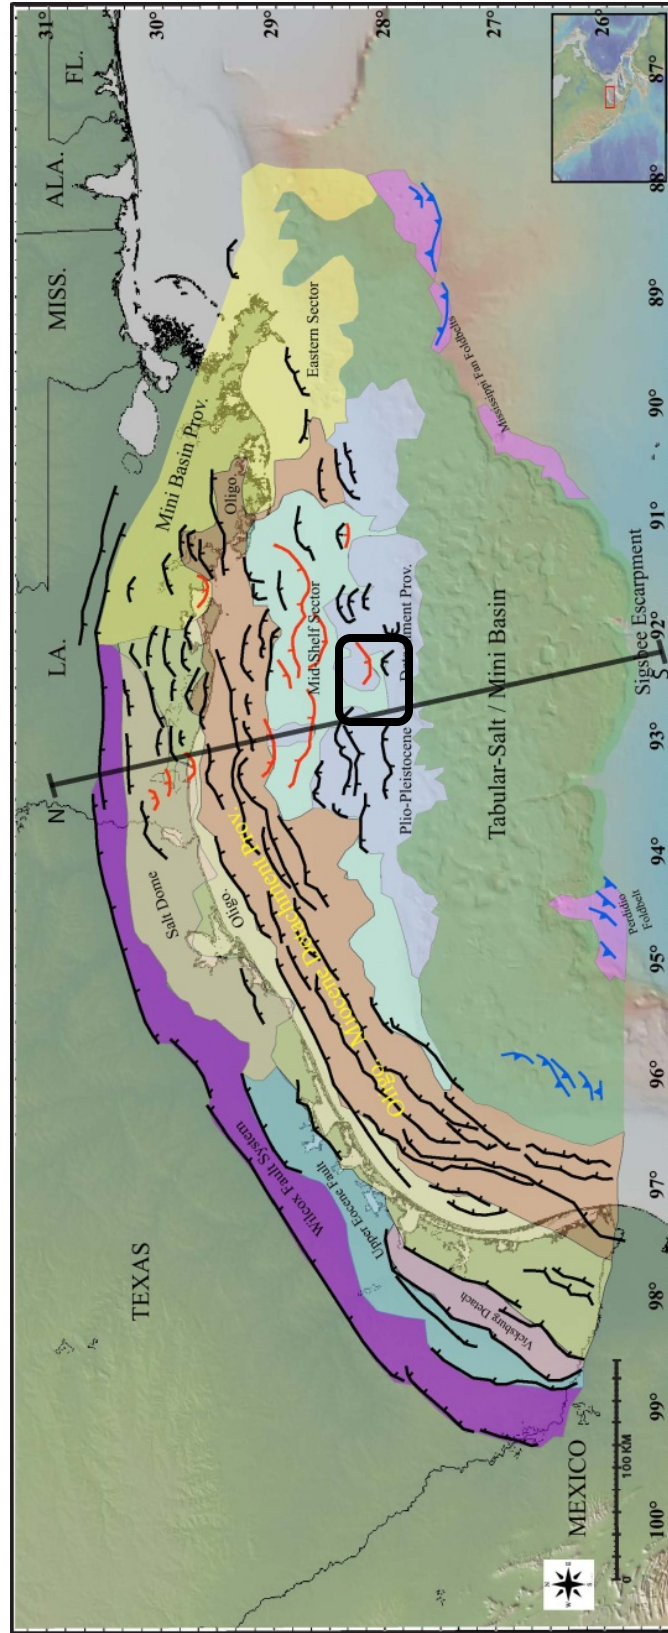 31°
30°
29°
28°
27°
26°
FL.
ALA.
MISS.
LA.
TEXAS
MEXICO
87°
88°
89°
90°
91°
92°
93°
94°
95°
96°
97°
98°
99°
100°
Eastern Sector
Mini Basin Prov.
Oligo.
Mississippi Fan Foldbelts
Mid-Shelf Sector
Plio-Pleistocene
Prov.
Sigsbee Escarpment
Tabular-Salt / Mini Basin
N
S
Salt Dome
Oligo.
Oligo. Miocene Detachment Prov.
Perdidio
Foldbelt
Wilcox Fault System
Upper Eocene Fault
Vicksburg Detach
0
100 KM